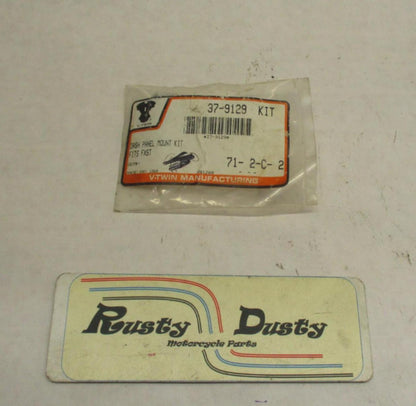 37-9129 KIT
DASH PANEL MOUNT KIT
FITS FXST
71- 2-C- 2
V-TWIN MANUFACTURING
Rusty Dusty
Motorcycle Parts